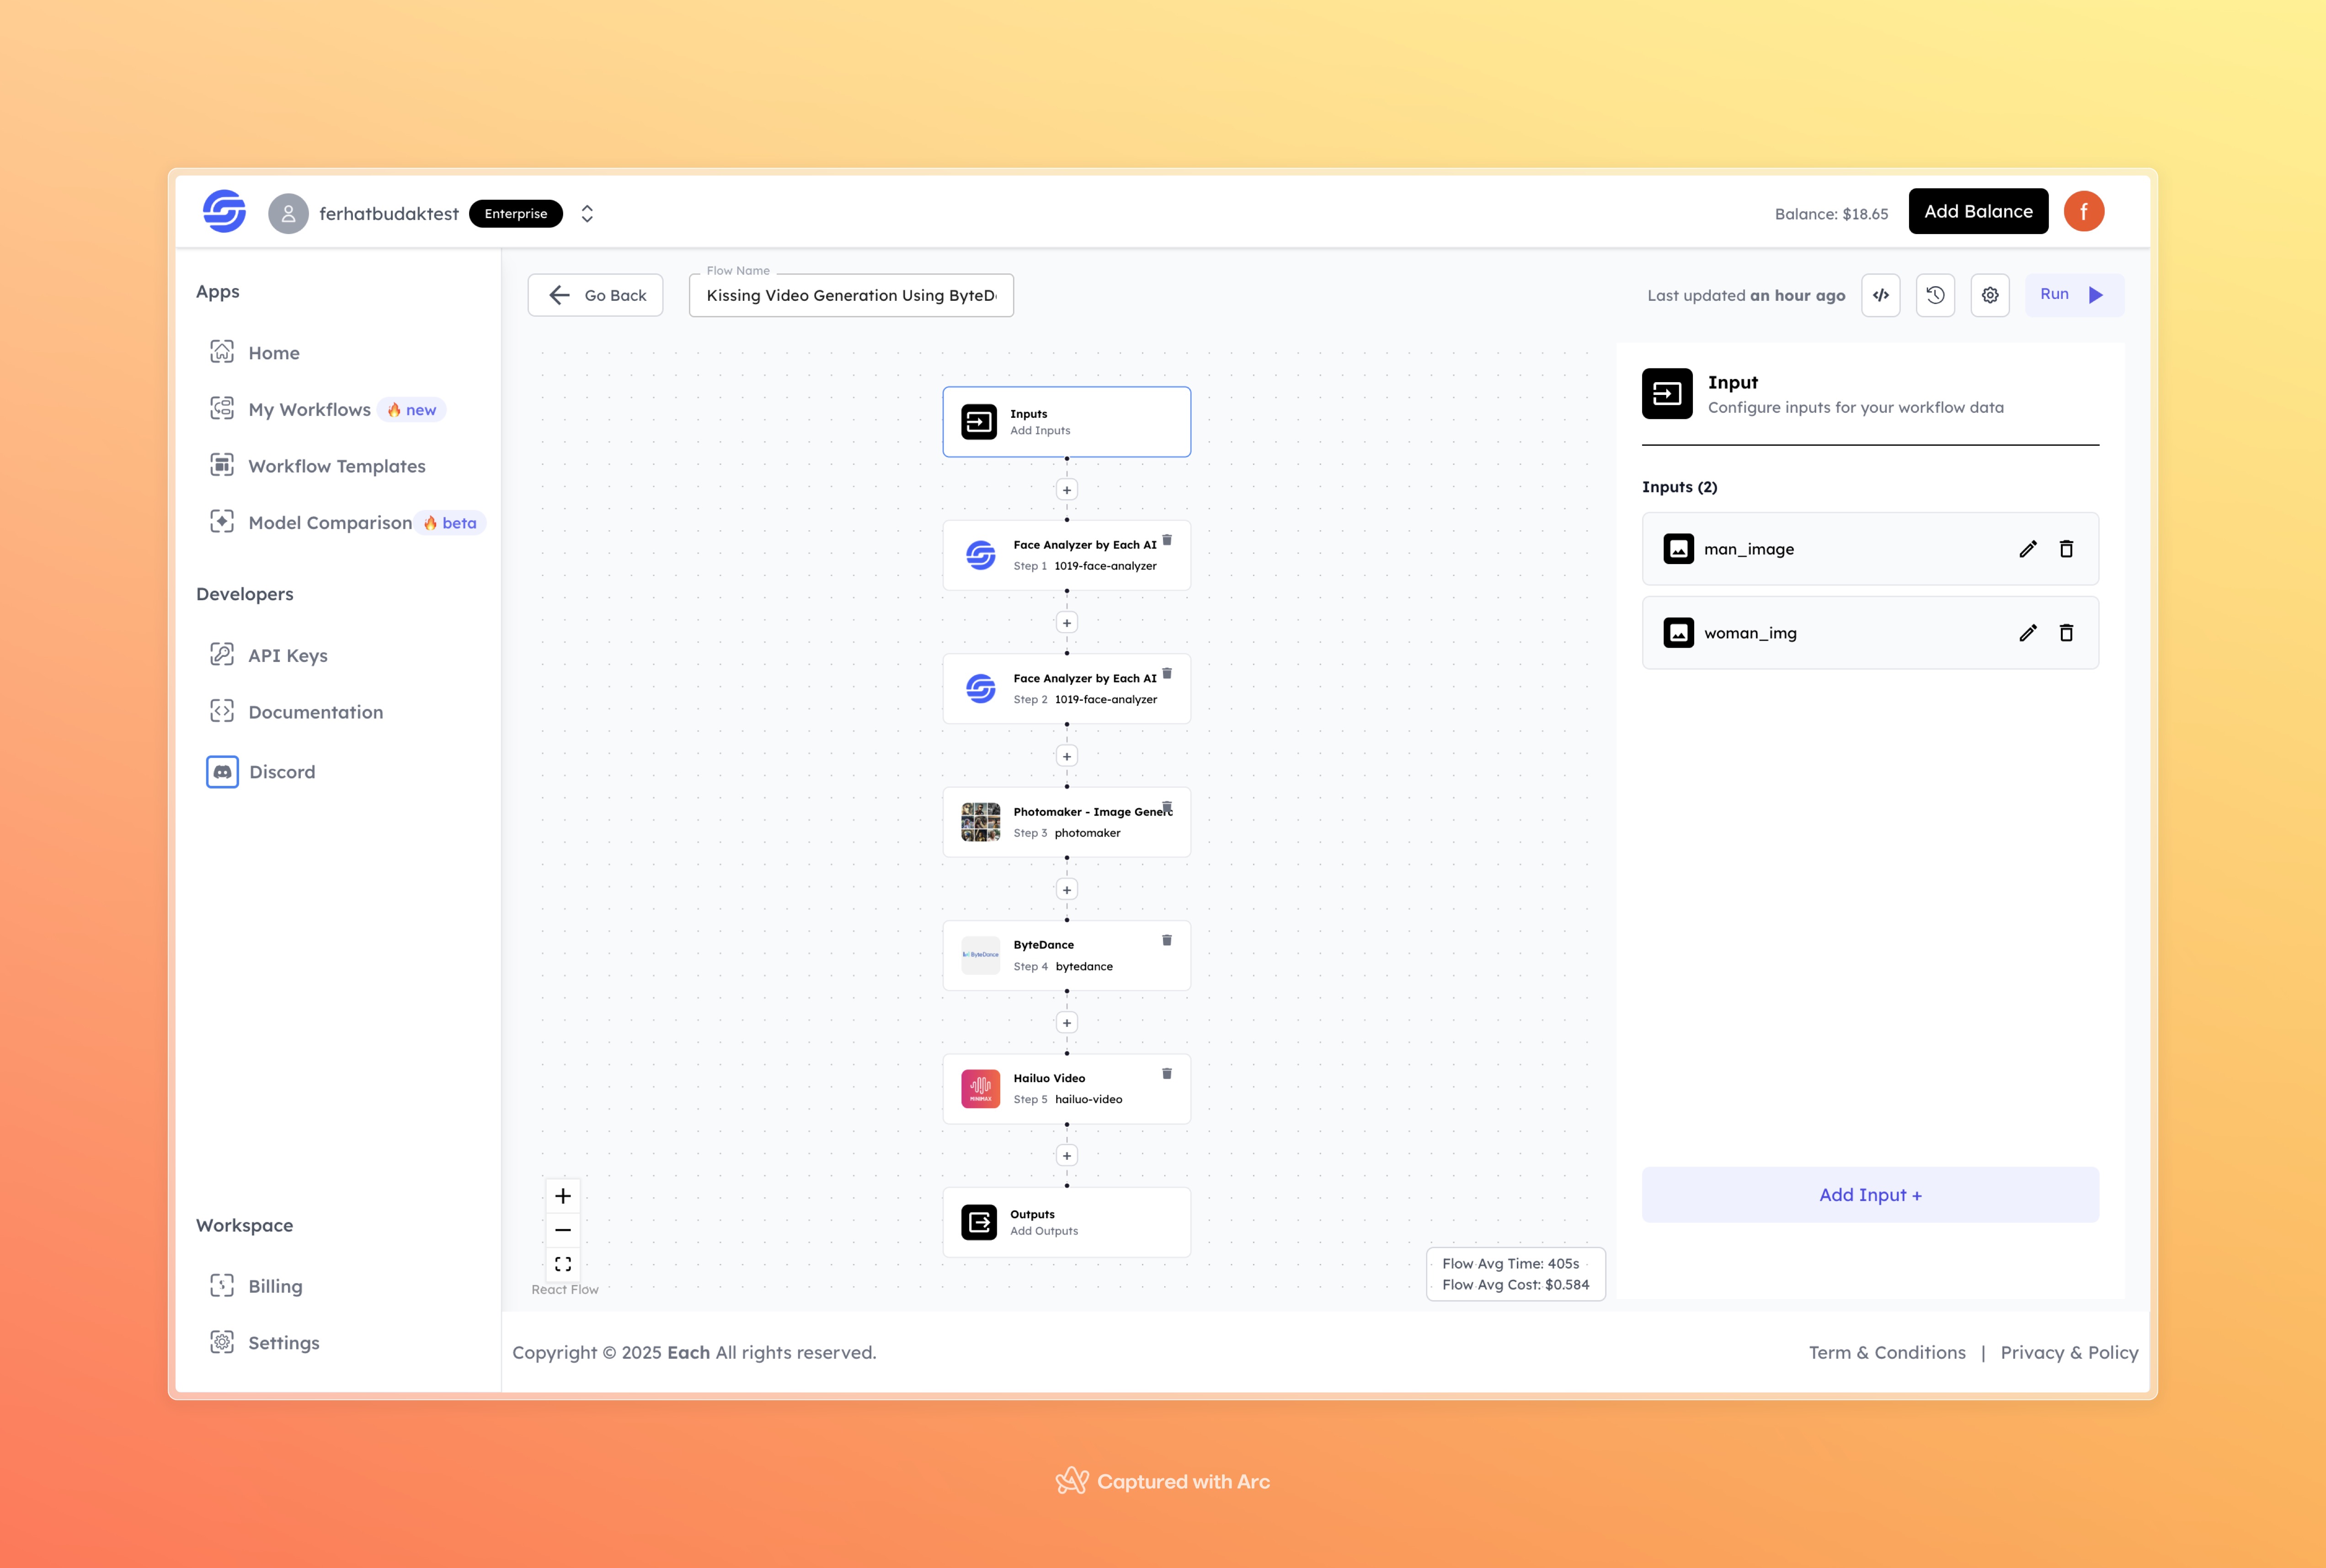 ferhatbudaktest
Enterprise
Balance: $18.65
Add Balance
f
Apps
Home
My Workflows 🔥 new
Workflow Templates
Model Comparison 🔥 beta
Developers
API Keys
Documentation
Discord
Workspace
Billing
Settings
Go Back
Flow Name
Kissing Video Generation Using ByteD
Last updated an hour ago
Run
Inputs
Add Inputs
Face Analyzer by Each AI
Step 1 1019-face-analyzer
Face Analyzer by Each AI
Step 2 1019-face-analyzer
Photomaker - Image Generc
Step 3 photomaker
ByteDance
ByteDance
Step 4 bytedance
MINIMAX
Hailuo Video
Step 5 hailuo-video
Outputs
Add Outputs
React Flow
Flow Avg Time: 405s
Flow Avg Cost: $0.584
Input
Configure inputs for your workflow data
Inputs (2)
man_image
woman_img
Add Input +
Copyright © 2025 Each All rights reserved.
Term & Conditions | Privacy & Policy
Captured with Arc